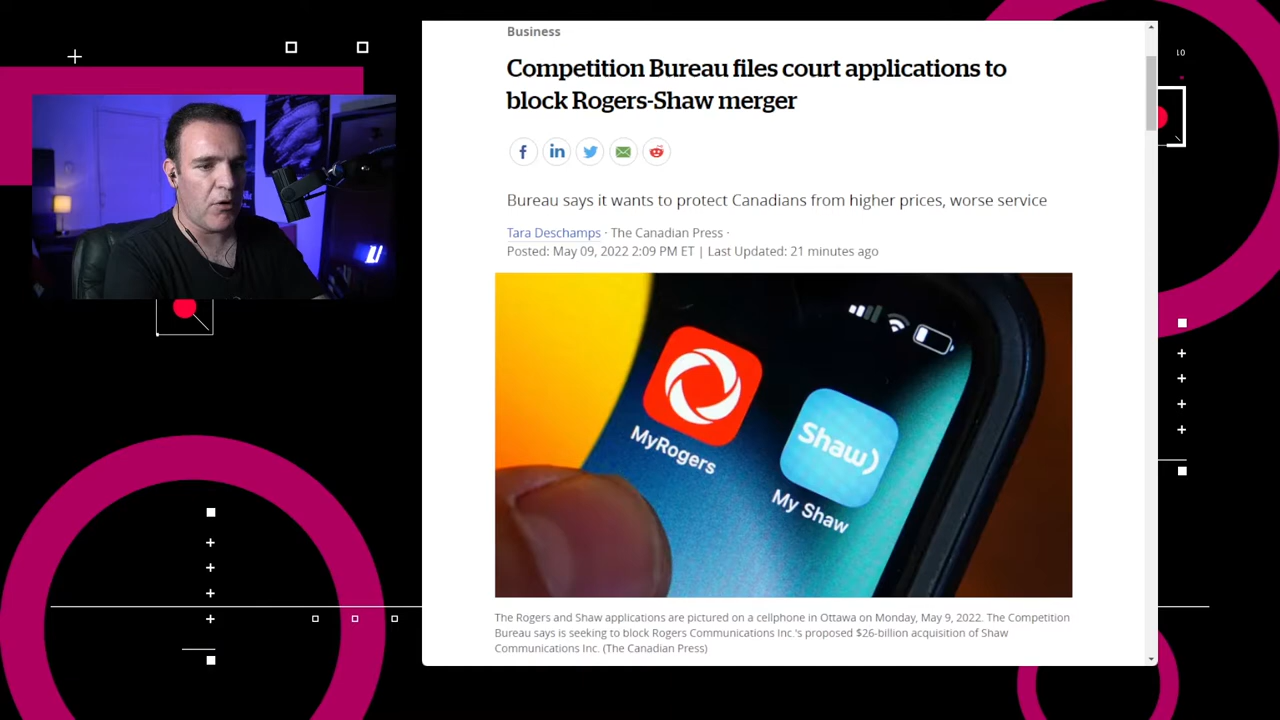 Business
Competition Bureau files court applications to
block Rogers-Shaw merger
Bureau says it wants to protect Canadians from higher prices, worse service
Tara Deschamps · The Canadian Press ·
Posted: May 09, 2022 2:09 PM ET | Last Updated: 21 minutes ago
MyRogers
Shaw)
My Shaw
The Rogers and Shaw applications are pictured on a cellphone in Ottawa on Monday, May 9, 2022. The Competition
Bureau says is seeking to block Rogers Communications Inc.'s proposed $26-billion acquisition of Shaw
Communications Inc. (The Canadian Press)
10